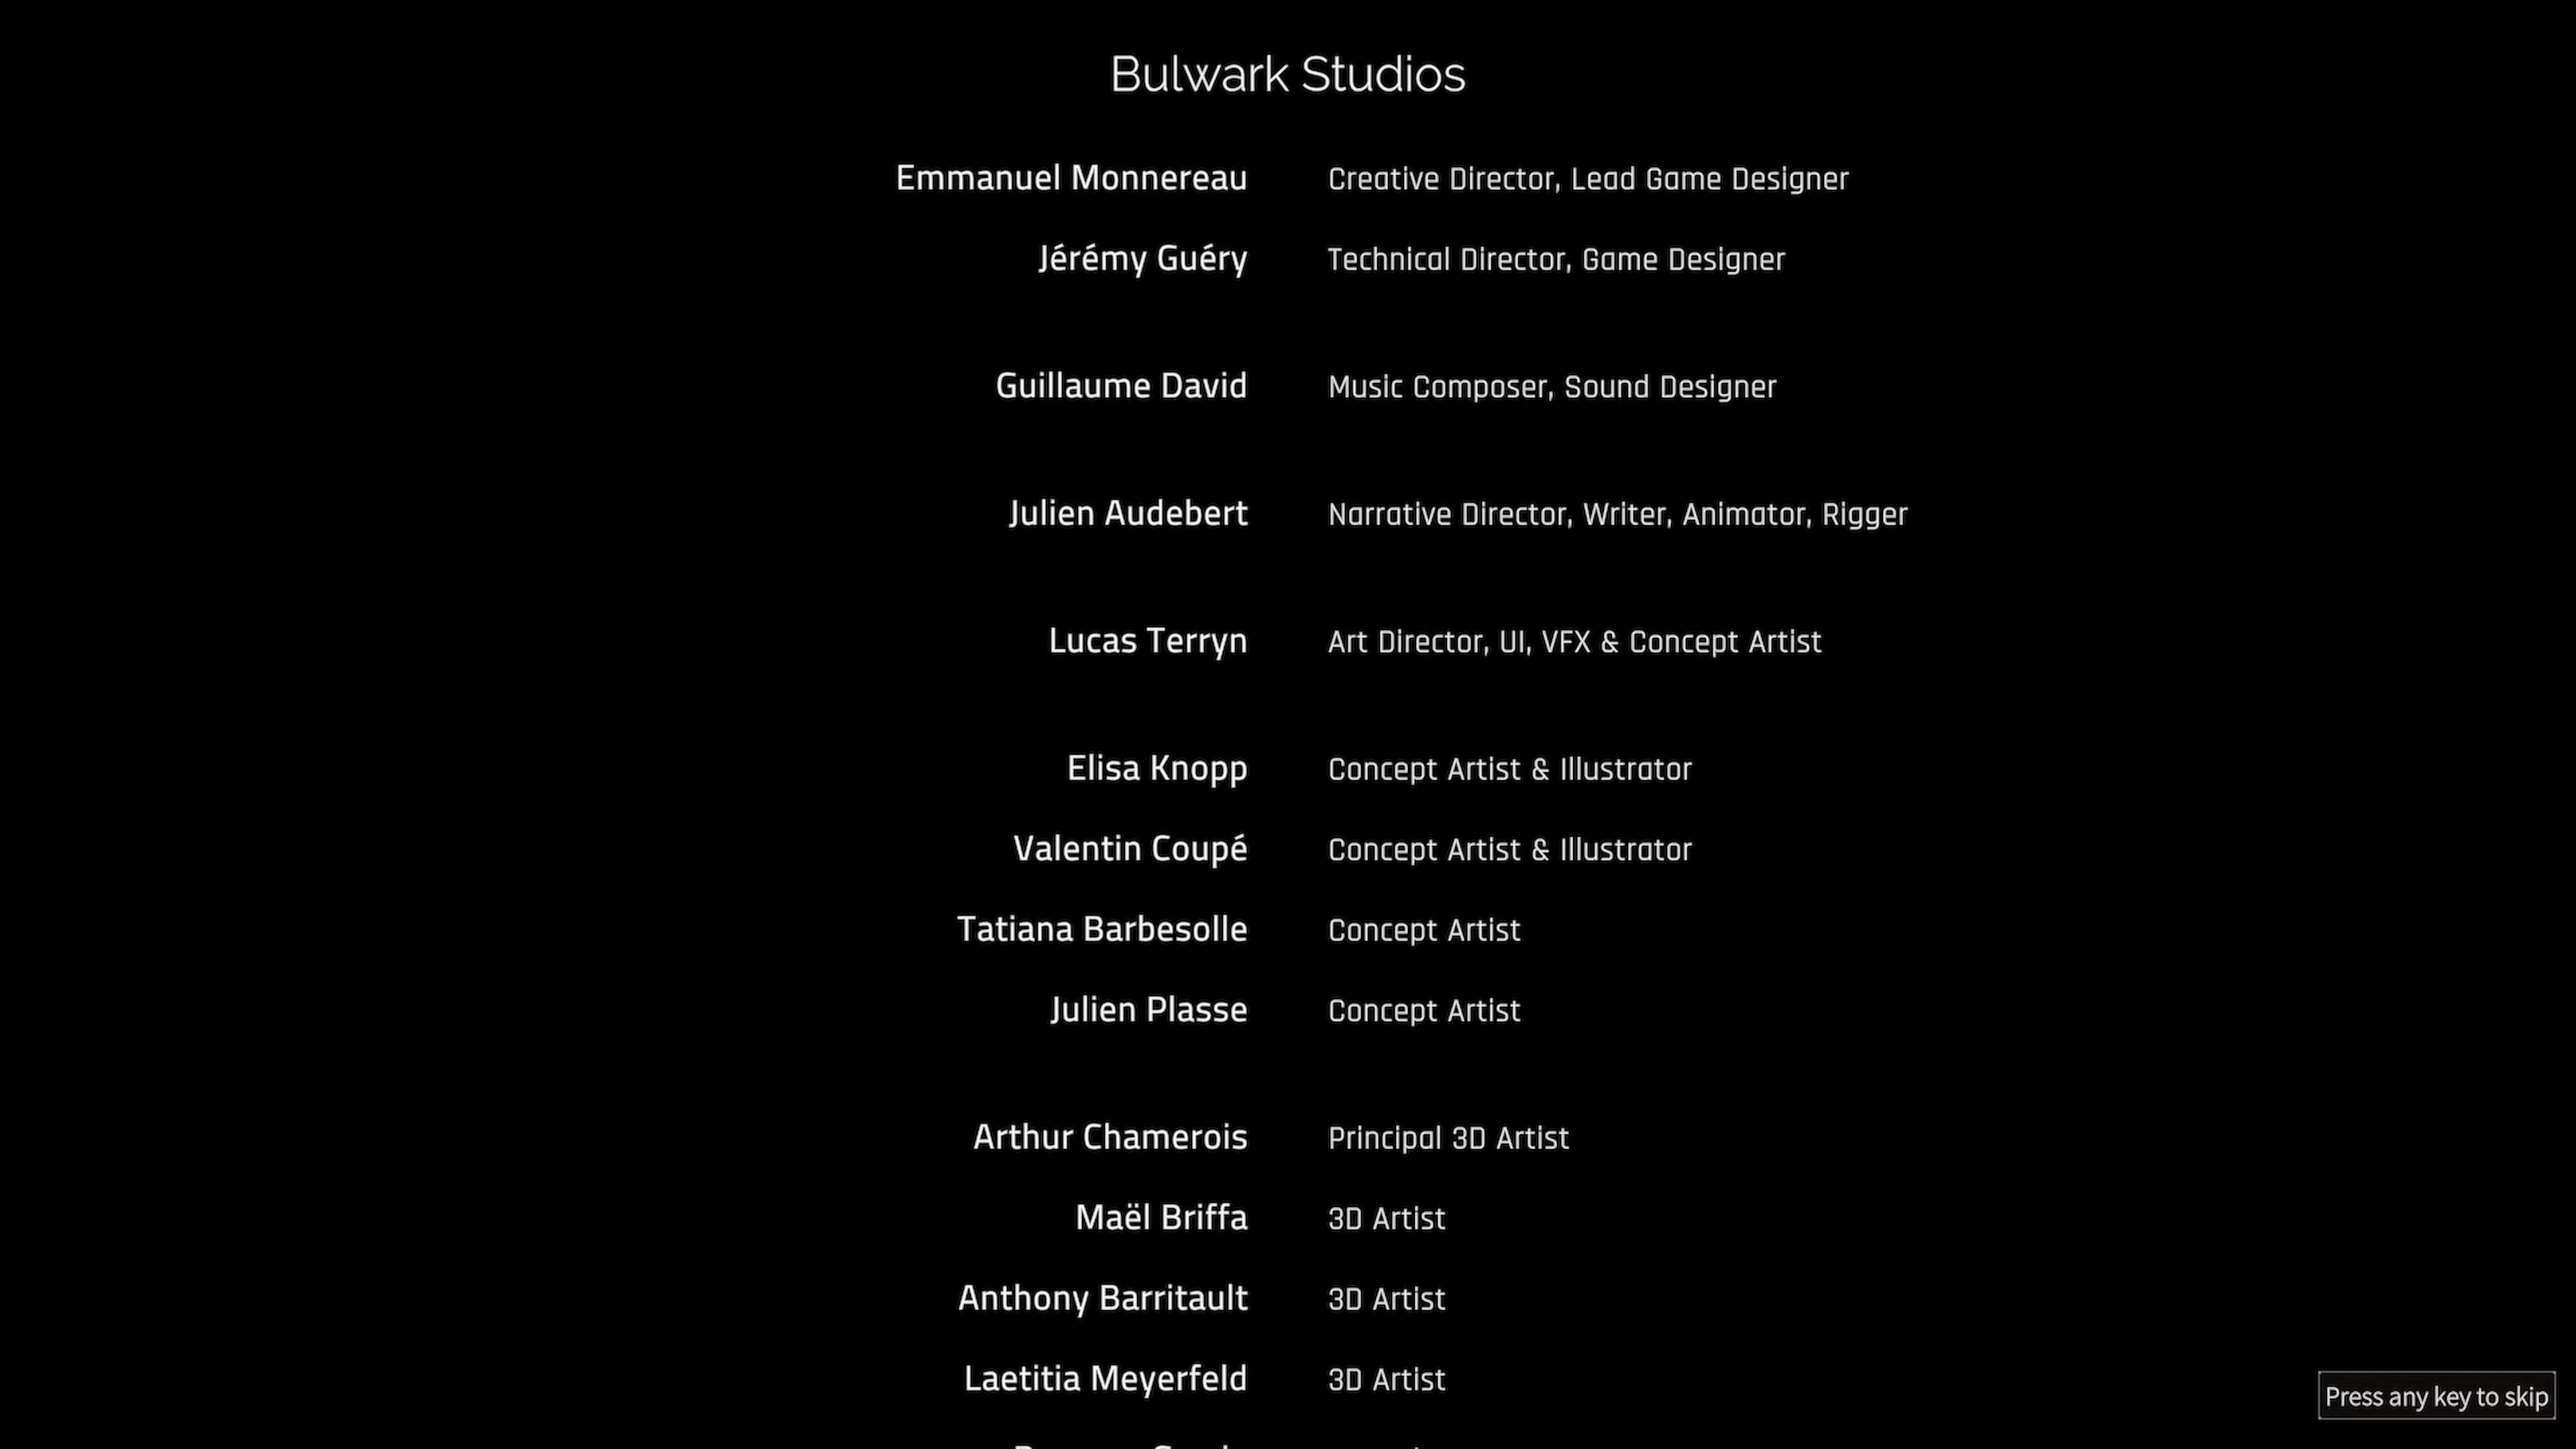 Bulwark Studios
Emmanuel Monnereau Creative Director, Lead Game Designer
Jérémy Guéry Technical Director, Game Designer
Guillaume David Music Composer, Sound Designer
Julien Audebert Narrative Director, Writer, Animator, Rigger
Lucas Terryn Art Director, UI, VFX & Concept Artist
Elisa Knopp Concept Artist & Illustrator
Valentin Coupé Concept Artist & Illustrator
Tatiana Barbesolle Concept Artist
Julien Plasse Concept Artist
Arthur Chamerois Principal 3D Artist
Maël Briffa 3D Artist
Anthony Barritault 3D Artist
Laetitia Meyerfeld 3D Artist
Press any key to skip